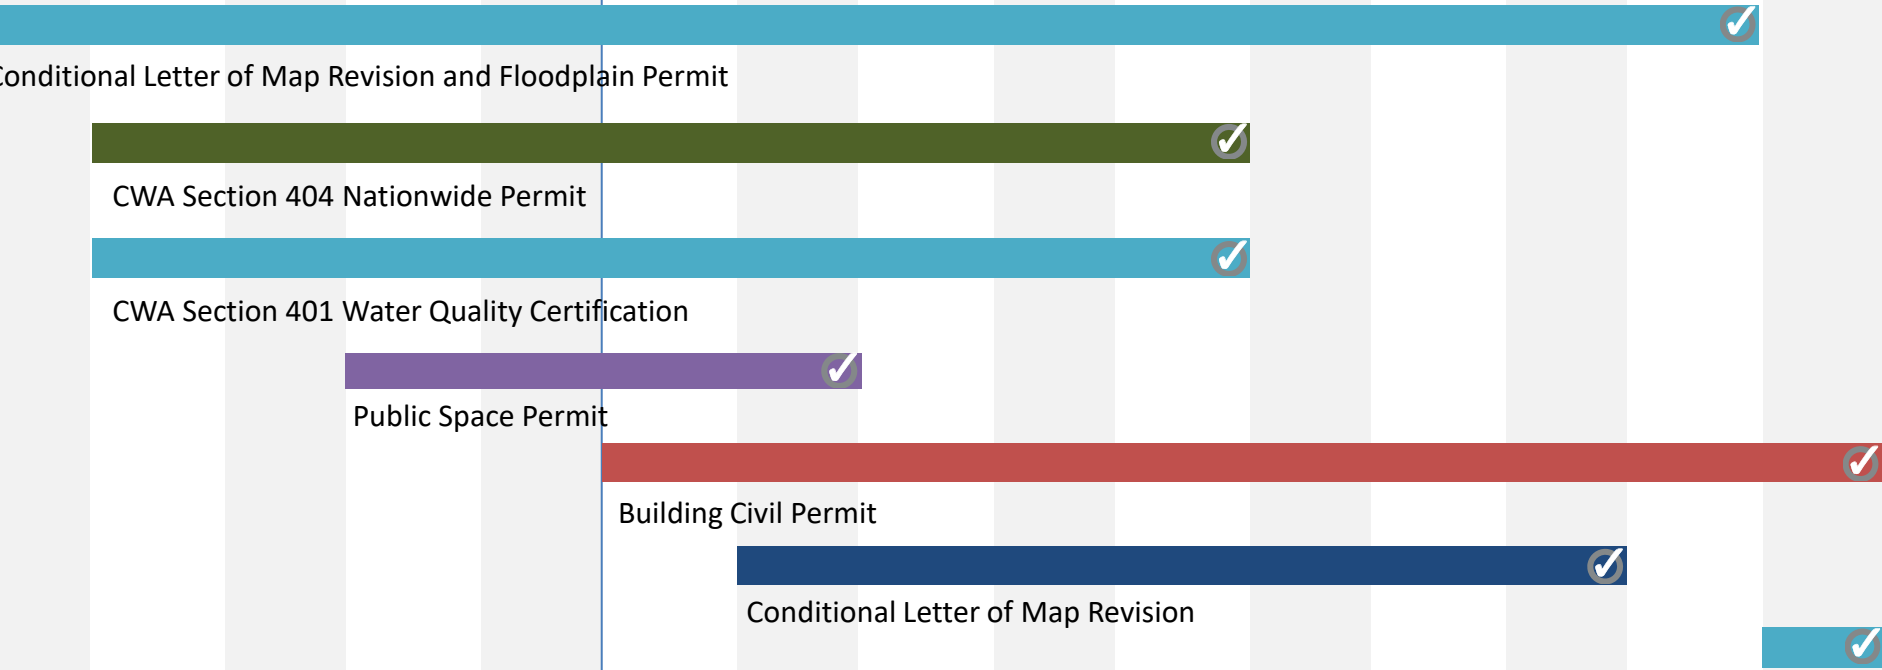 Conditional Letter of Map Revision and Floodplain Permit
CWA Section 404 Nationwide Permit
CWA Section 401 Water Quality Certification
Public Space Permit
Building Civil Permit
Conditional Letter of Map Revision